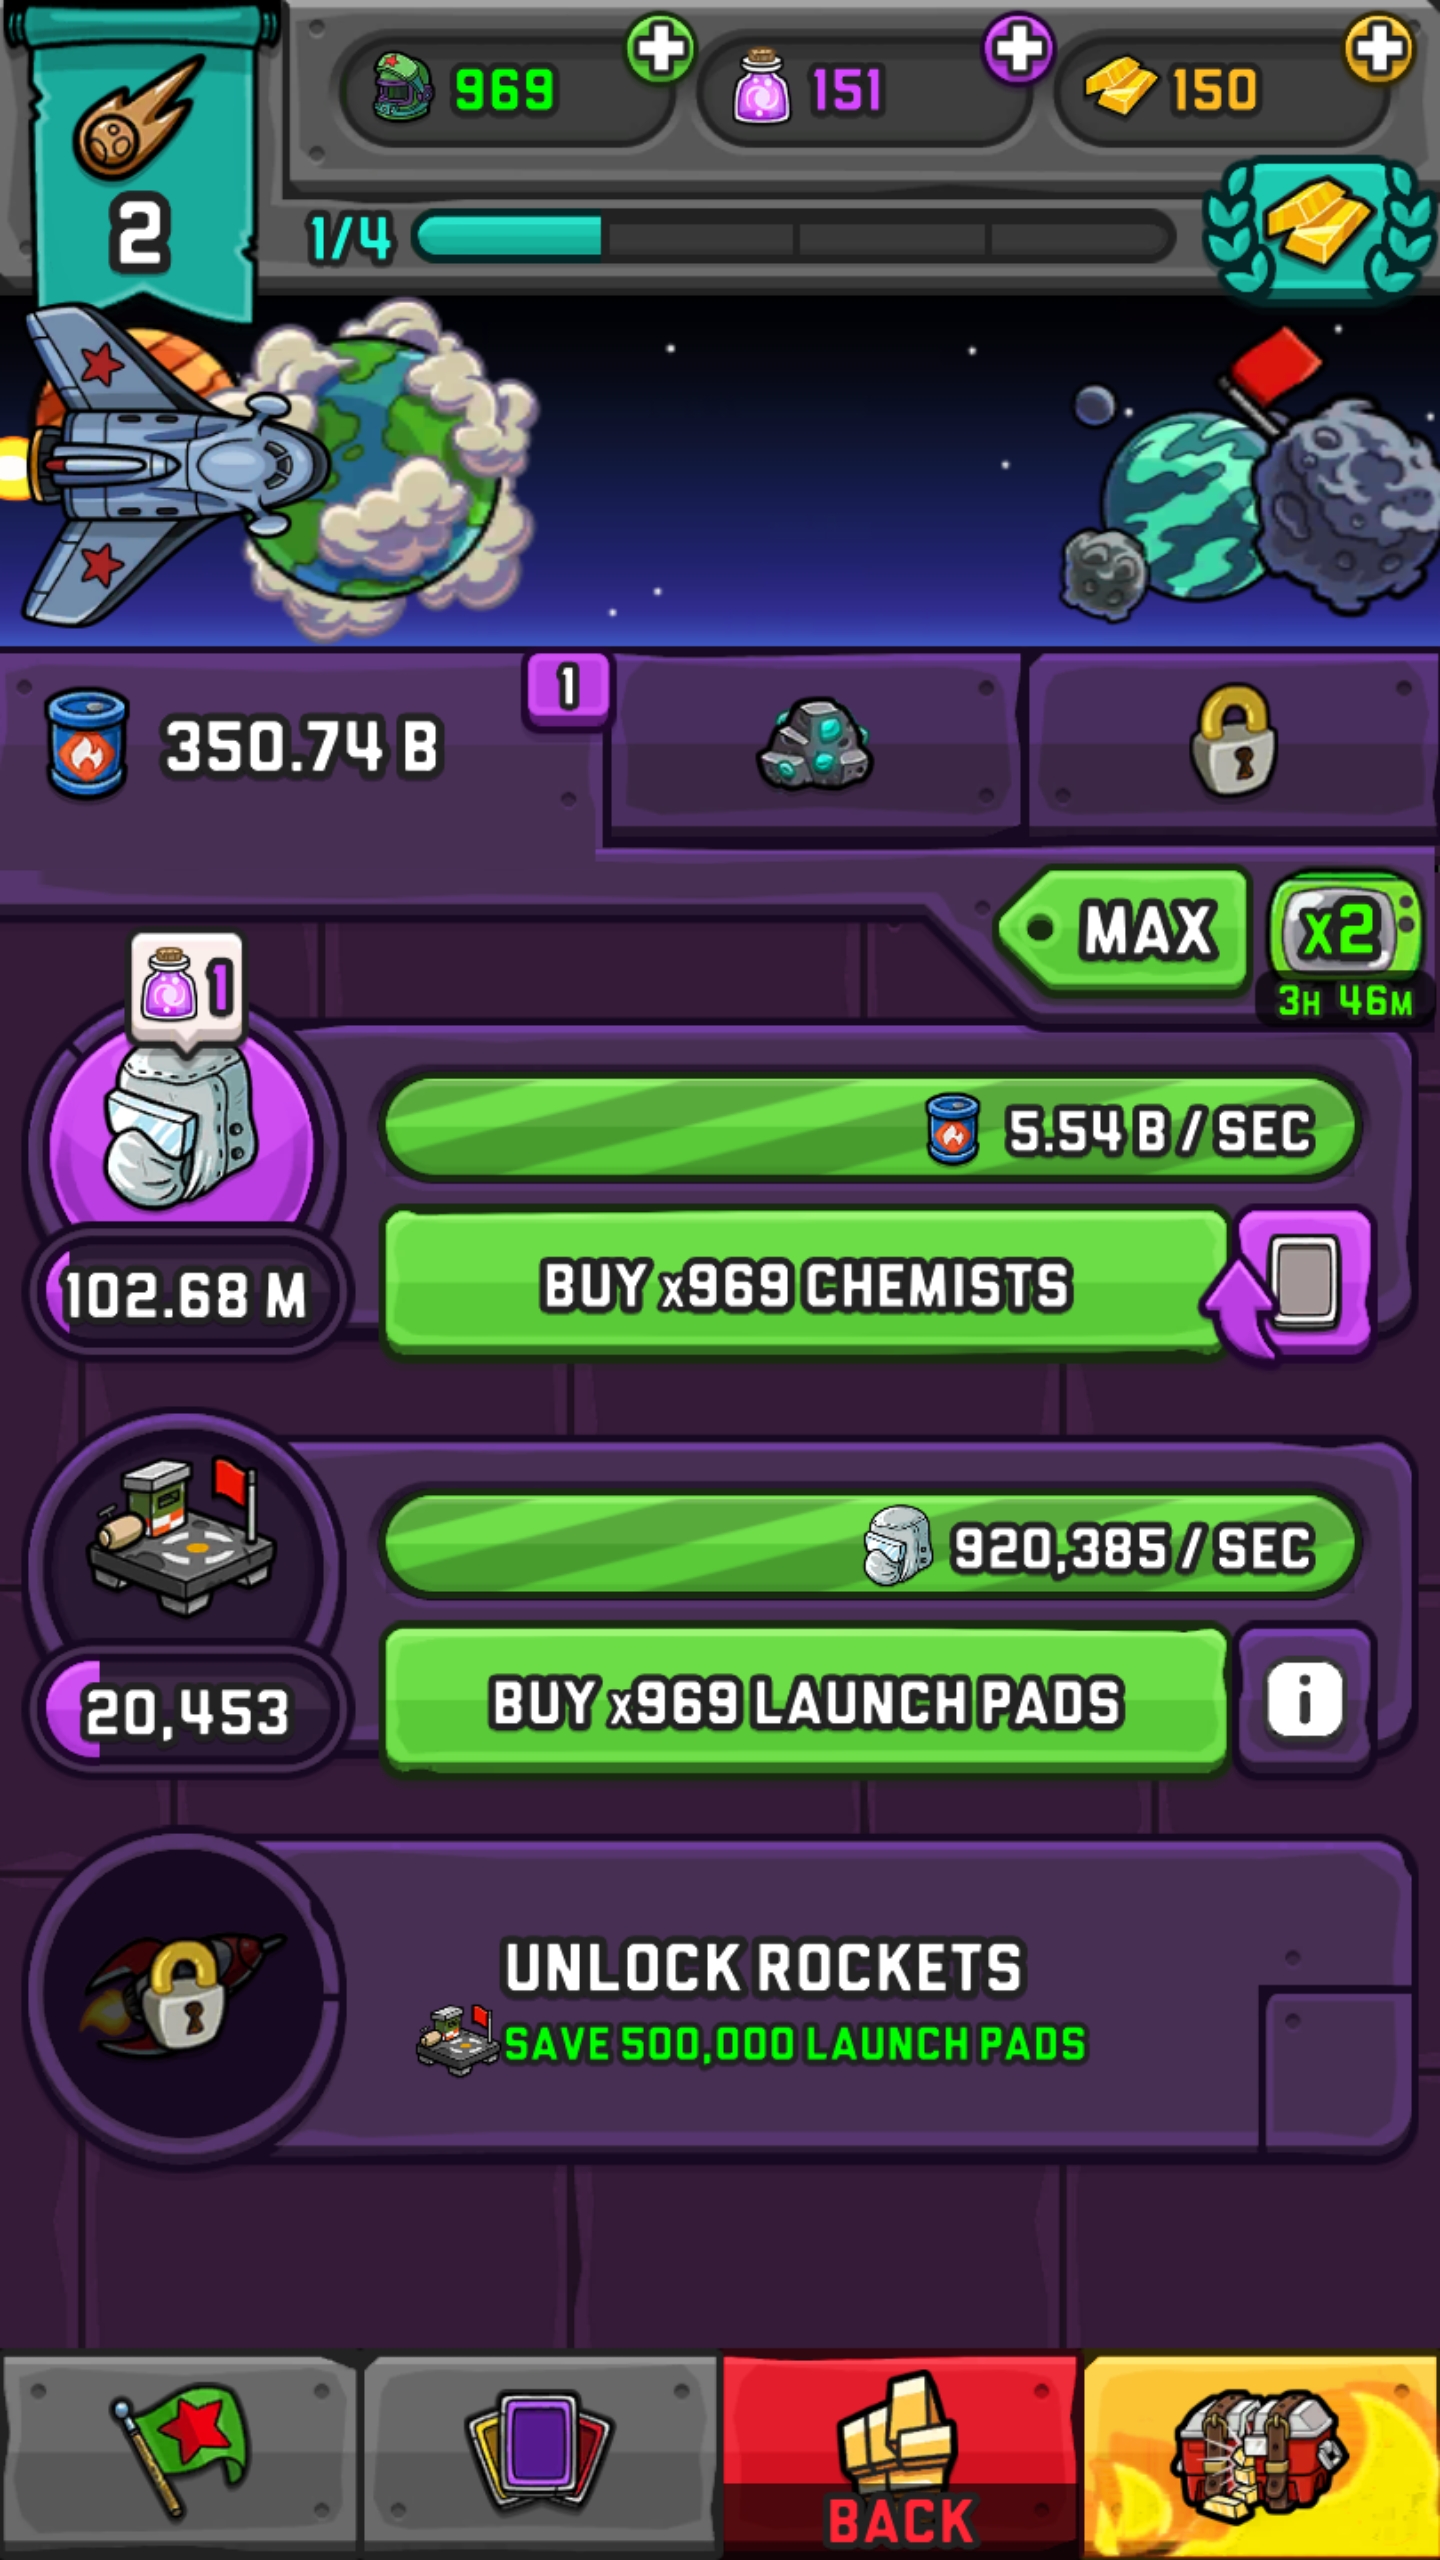 969
151
150
2
1/4
350.74 B
1
MAX
x2
3H 46M
1
5.54 B / SEC
102.68 M
BUY x969 CHEMISTS
920,385 / SEC
20,453
BUY x969 LAUNCH PADS
i
UNLOCK ROCKETS
SAVE 500,000 LAUNCH PADS
BACK